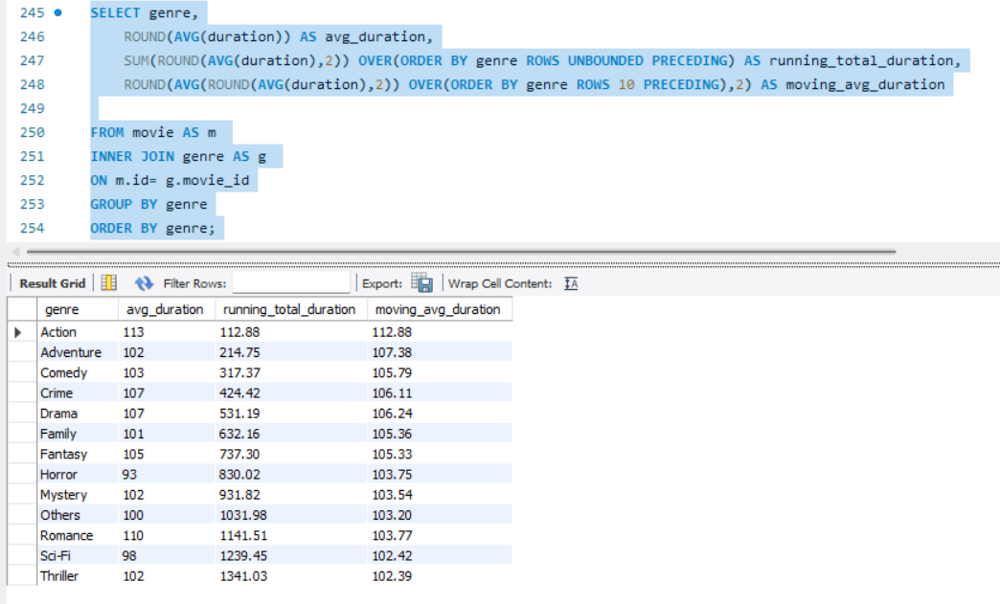 245 SELECT genre,
246 ROUND(AVG(duration)) AS avg_duration,
247 SUM(ROUND(AVG(duration),2)) OVER(ORDER BY genre ROWS UNBOUNDED PRECEDING) AS running_total_duration,
248 ROUND(AVG(ROUND(AVG(duration),2)) OVER(ORDER BY genre ROWS 10 PRECEDING),2) AS moving_avg_duration
249
250 FROM movie AS m
251 INNER JOIN genre AS g
252 ON m.id= g.movie_id
253 GROUP BY genre
254 ORDER BY genre;
Result Grid Filter Rows: Export: Wrap Cell Content: IA
genre avg_duration running_total_duration moving_avg_duration
Action 113 112.88 112.88
Adventure 102 214.75 107.38
Comedy 103 317.37 105.79
Crime 107 424.42 106.11
Drama 107 531.19 106.24
Family 101 632.16 105.36
Fantasy 105 737.30 105.33
Horror 93 830.02 103.75
Mystery 102 931.82 103.54
Others 100 1031.98 103.20
Romance 110 1141.51 103.77
Sci-Fi 98 1239.45 102.42
Thriller 102 1341.03 102.39